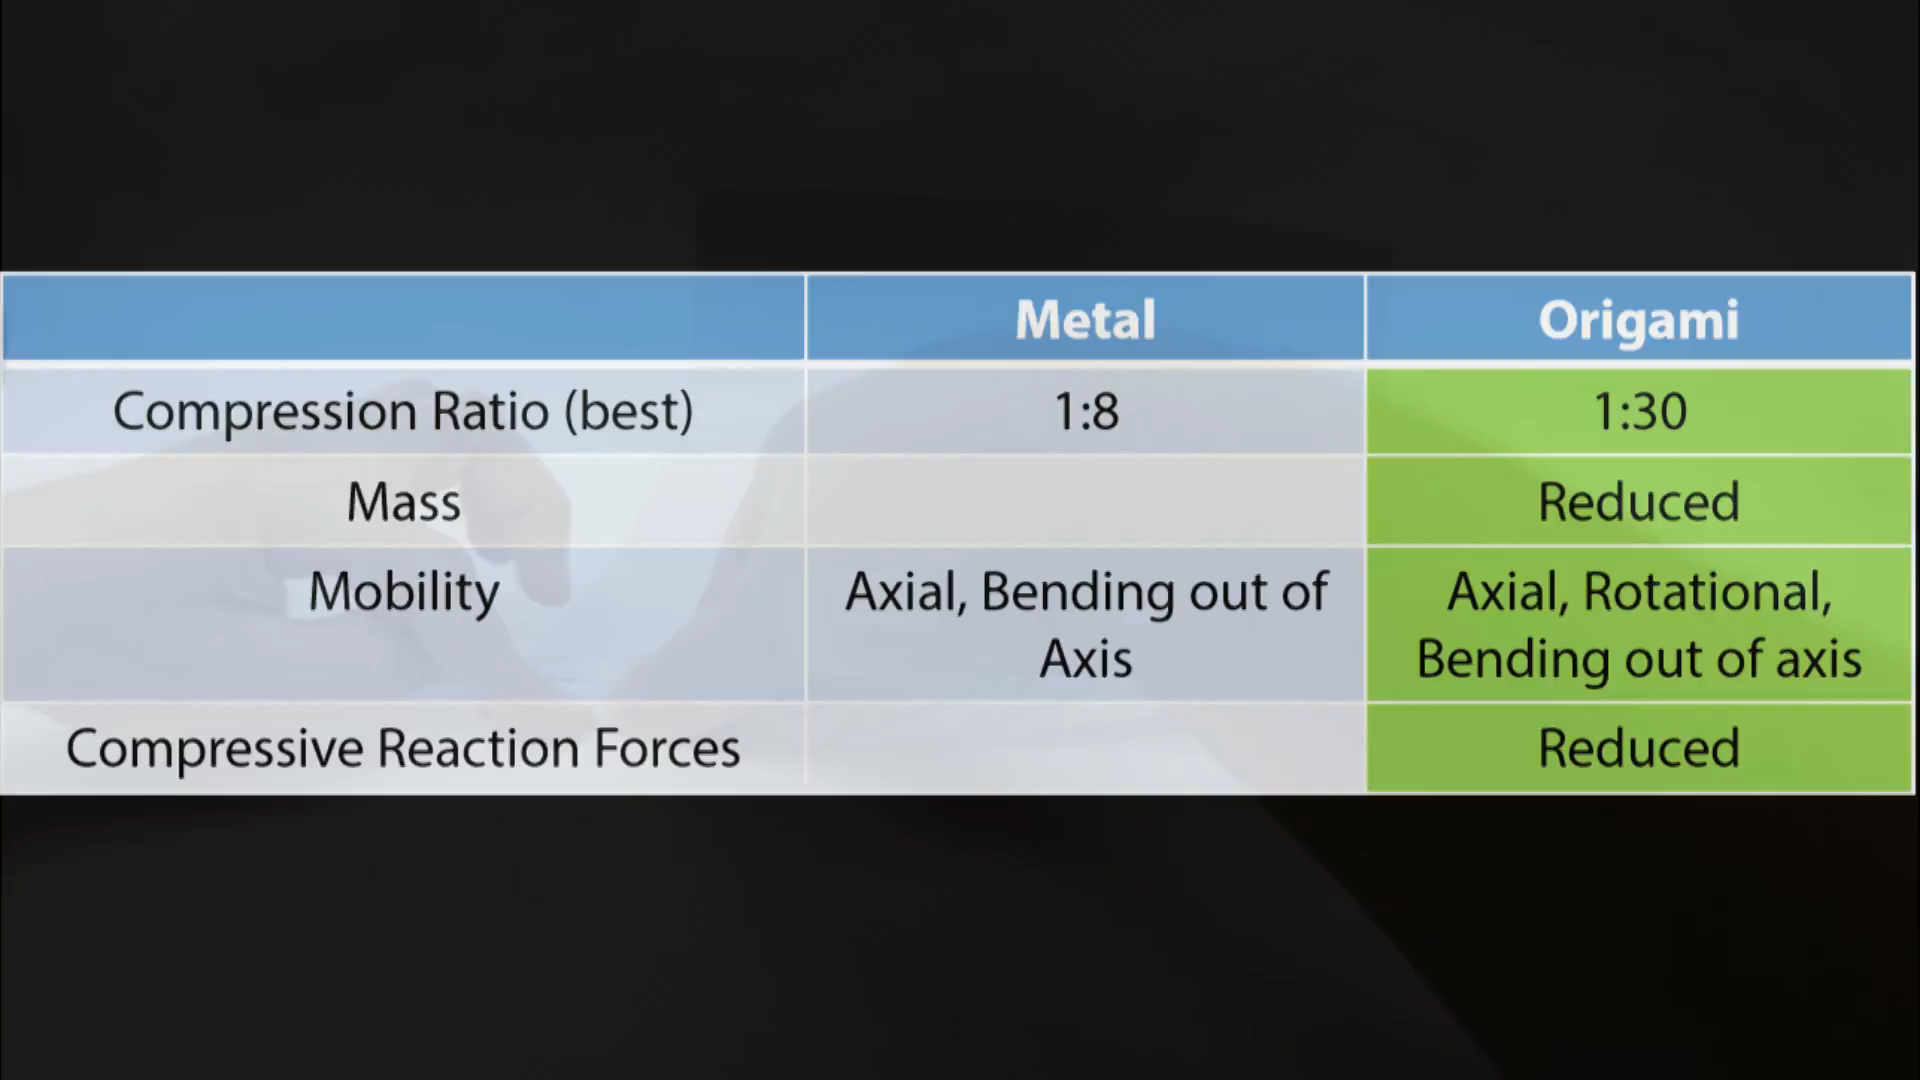 Metal Origami
Compression Ratio (best) 1:8 1:30
Mass Reduced
Mobility Axial, Bending out of Axial, Rotational,
Axis Bending out of axis
Compressive Reaction Forces Reduced